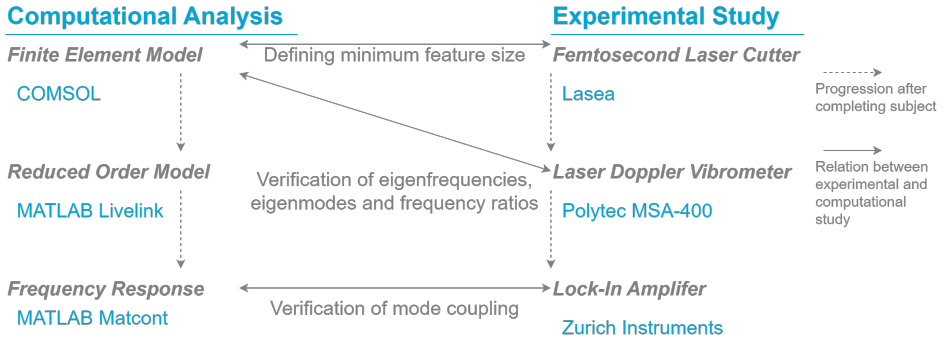 Computational Analysis
Experimental Study
Finite Element Model
Defining minimum feature size
Femtosecond Laser Cutter
COMSOL
Lasea
Progression after
completing subject
Reduced Order Model
Verification of eigenfrequencies,
eigenmodes and frequency ratios
Laser Doppler Vibrometer
Relation between
experimental and
computational
study
MATLAB Livelink
Polytec MSA-400
Frequency Response
Verification of mode coupling
Lock-In Amplifer
MATLAB Matcont
Zurich Instruments